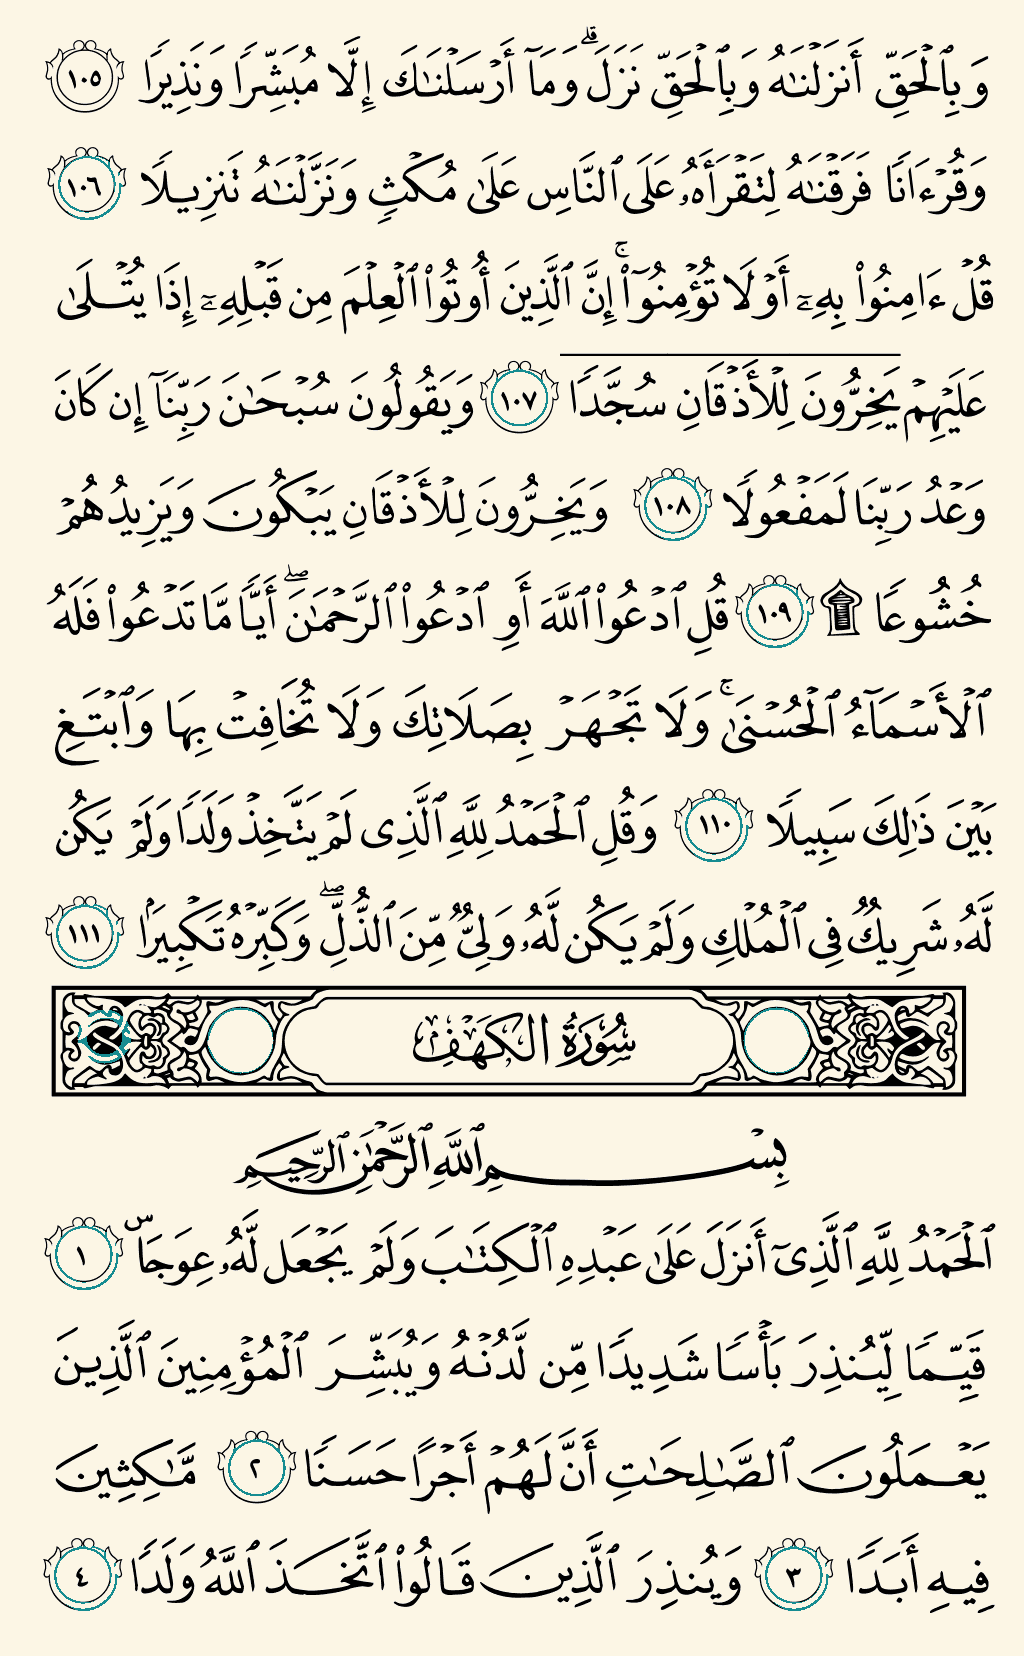 وَبِٱلْحَقِّ أَنزَلْنَٰهُ وَبِٱلْحَقِّ نَزَلَ ۗ وَمَآ أَرْسَلْنَٰكَ إِلَّا مُبَشِّرًا وَنَذِيرًا ١٠٥
وَقُرْءَانًا فَرَقْنَٰهُ لِتَقْرَأَهُۥ عَلَى ٱلنَّاسِ عَلَىٰ مُكْثٍ وَنَزَّلْنَٰهُ تَنزِيلًا ١٠٦
قُلْ ءَامِنُوا۟ بِهِۦٓ أَوْ لَا تُؤْمِنُوٓا۟ ۚ إِنَّ ٱلَّذِينَ أُوتُوا۟ ٱلْعِلْمَ مِن قَبْلِهِۦٓ إِذَا يُتْلَىٰ
عَلَيْهِمْ يَخِرُّونَ لِلْأَذْقَانِ سُجَّدًا ١٠٧ وَيَقُولُونَ سُبْحَٰنَ رَبِّنَآ إِن كَانَ
وَعْدُ رَبِّنَا لَمَفْعُولًا ١٠٨ وَيَخِرُّونَ لِلْأَذْقَانِ يَبْكُونَ وَيَزِيدُهُمْ
خُشُوعًا ۩ ١٠٩ قُلِ ٱدْعُوا۟ ٱللَّهَ أَوِ ٱدْعُوا۟ ٱلرَّحْمَٰنَ ۖ أَيًّا مَّا تَدْعُوا۟ فَلَهُ
ٱلْأَسْمَآءُ ٱلْحُسْنَىٰ ۚ وَلَا تَجْهَرْ بِصَلَاتِكَ وَلَا تُخَافِتْ بِهَا وَٱبْتَغِ
بَيْنَ ذَٰلِكَ سَبِيلًا ١١٠ وَقُلِ ٱلْحَمْدُ لِلَّهِ ٱلَّذِى لَمْ يَتَّخِذْ وَلَدًا وَلَمْ يَكُن
لَّهُۥ شَرِيكٌ فِى ٱلْمُلْكِ وَلَمْ يَكُن لَّهُۥ وَلِىٌّ مِّنَ ٱلذُّلِّ ۖ وَكَبِّرْهُ تَكْبِيرًۢا ١١١
سُورَةُ الكَهْفِ
بِسْمِ ٱللَّهِ ٱلرَّحْمَٰنِ ٱلرَّحِيمِ
ٱلْحَمْدُ لِلَّهِ ٱلَّذِىٓ أَنزَلَ عَلَىٰ عَبْدِهِ ٱلْكِتَٰبَ وَلَمْ يَجْعَل لَّهُۥ عِوَجَاۜ ١
قَيِّمًا لِّيُنذِرَ بَأْسًا شَدِيدًا مِّن لَّدُنْهُ وَيُبَشِّرَ ٱلْمُؤْمِنِينَ ٱلَّذِينَ
يَعْمَلُونَ ٱلصَّٰلِحَٰتِ أَنَّ لَهُمْ أَجْرًا حَسَنًا ٢ مَّٰكِثِينَ
فِيهِ أَبَدًا ٣ وَيُنذِرَ ٱلَّذِينَ قَالُوا۟ ٱتَّخَذَ ٱللَّهُ وَلَدًا ٤